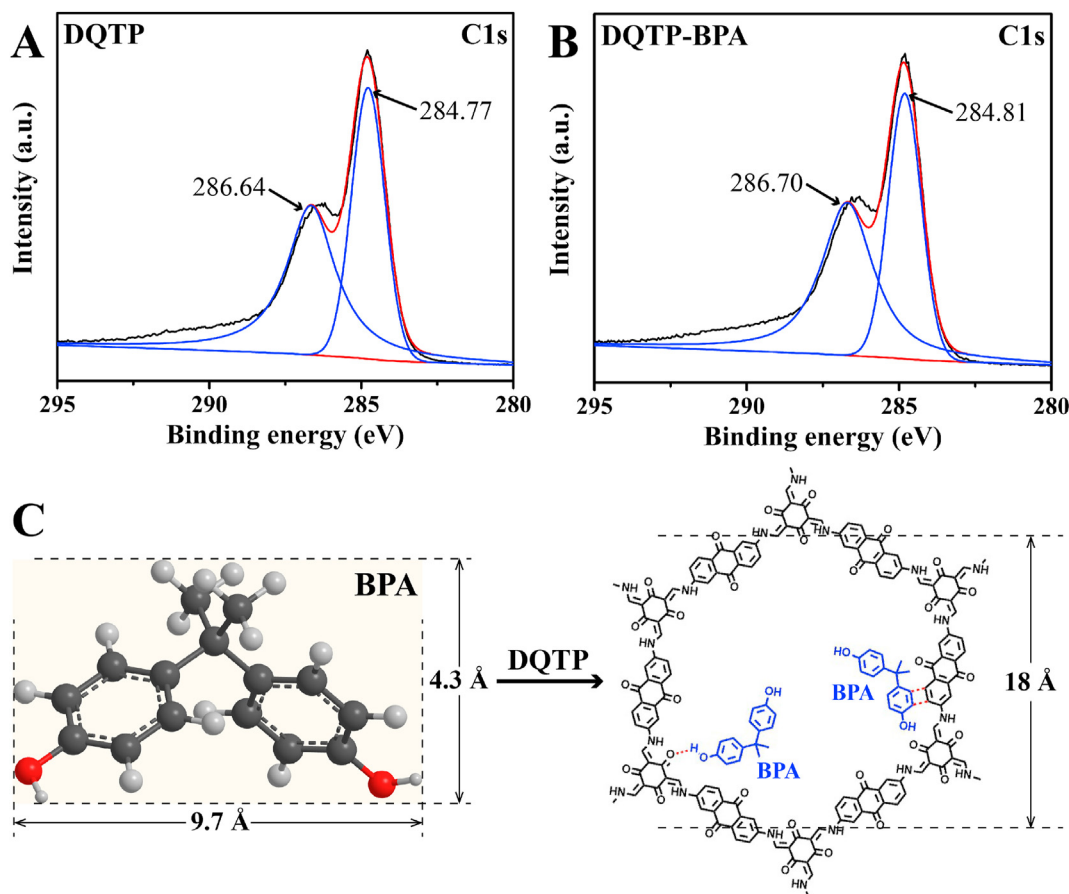 A
DQTP
C1s
284.77
286.64
Intensity (a.u.)
295
290
285
280
Binding energy (eV)
B
DQTP-BPA
C1s
284.81
286.70
Intensity (a.u.)
295
290
285
280
Binding energy (eV)
C
BPA
4.3 Å
9.7 Å
DQTP
18 Å
HO
BPA
OH
OH
HO
BPA